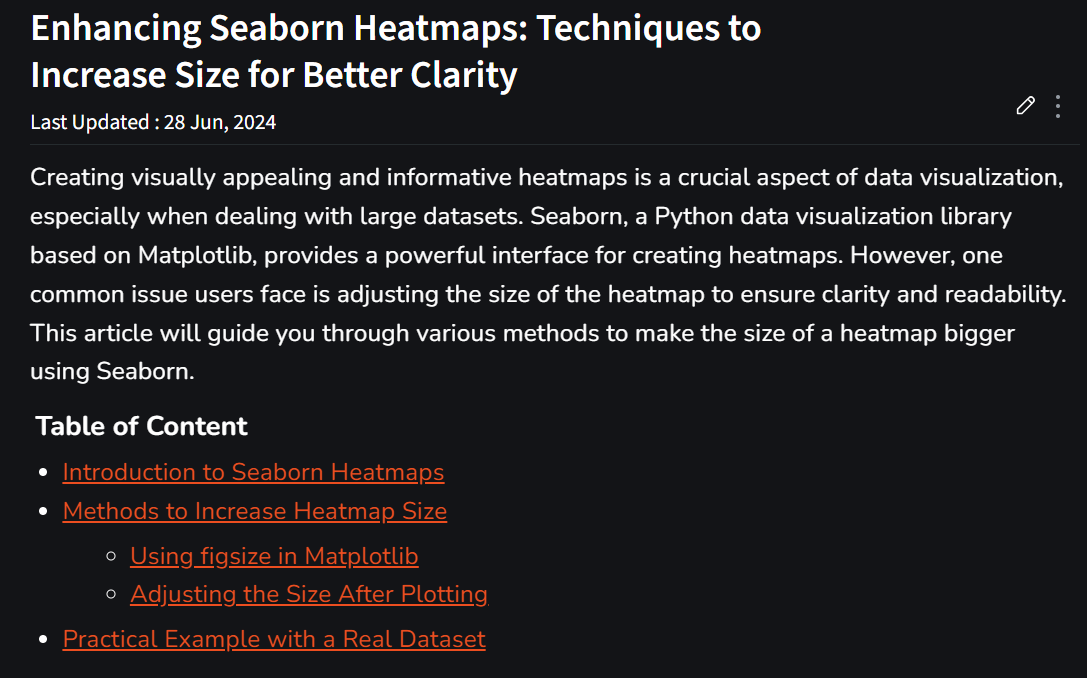 Enhancing Seaborn Heatmaps: Techniques to
Increase Size for Better Clarity
Last Updated : 28 Jun, 2024
Creating visually appealing and informative heatmaps is a crucial aspect of data visualization,
especially when dealing with large datasets. Seaborn, a Python data visualization library
based on Matplotlib, provides a powerful interface for creating heatmaps. However, one
common issue users face is adjusting the size of the heatmap to ensure clarity and readability.
This article will guide you through various methods to make the size of a heatmap bigger
using Seaborn.
Table of Content
Introduction to Seaborn Heatmaps
Methods to Increase Heatmap Size
Using figsize in Matplotlib
Adjusting the Size After Plotting
Practical Example with a Real Dataset